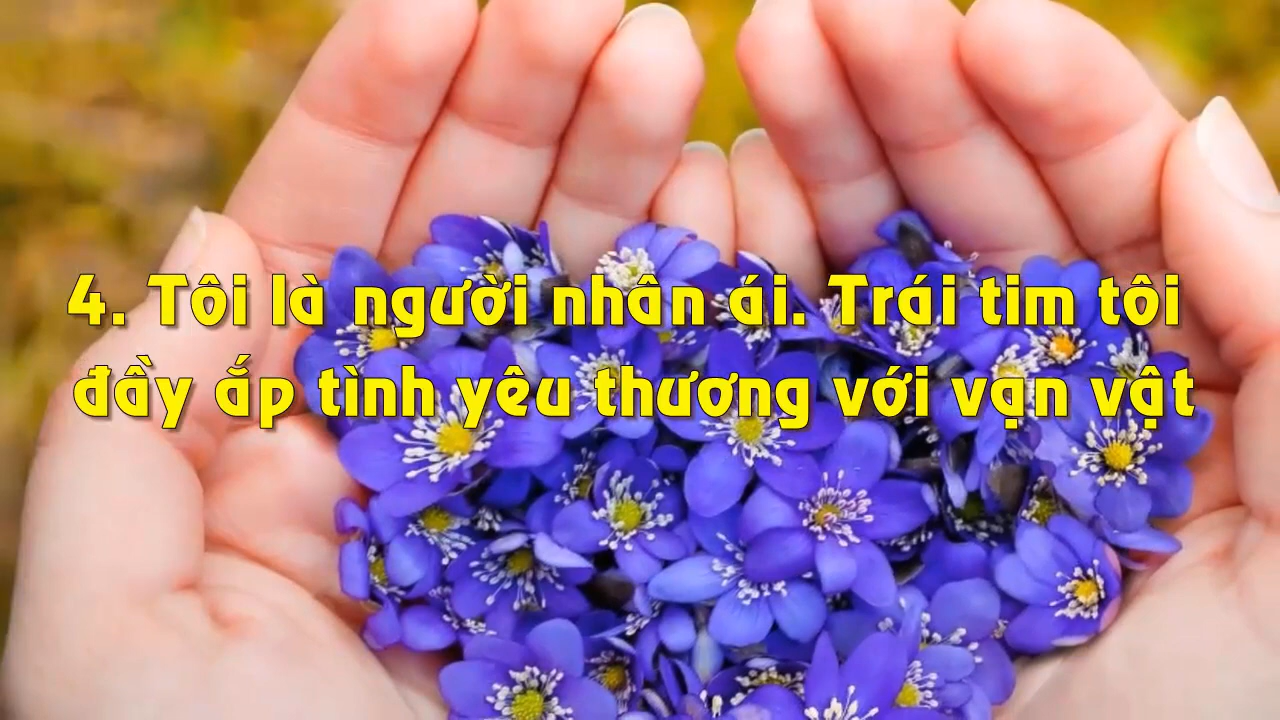 4. Tôi là người nhân ái. Trái tim tôi
đầy ắp tình yêu thương với vạn vật